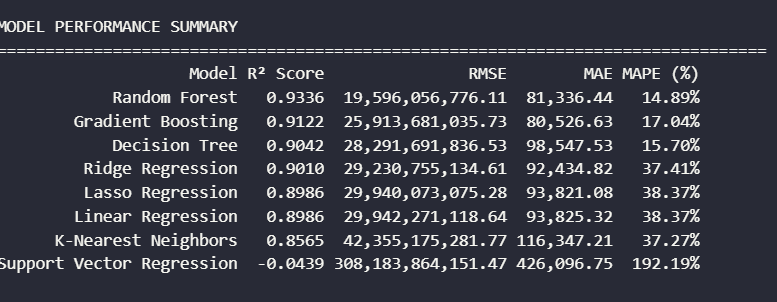 MODEL PERFORMANCE SUMMARY
================================================================================
Model R² Score RMSE MAE MAPE (%)
Random Forest 0.9336 19,596,056,776.11 81,336.44 14.89%
Gradient Boosting 0.9122 25,913,681,035.73 80,526.63 17.04%
Decision Tree 0.9042 28,291,691,836.53 98,547.53 15.70%
Ridge Regression 0.9010 29,230,755,134.61 92,434.82 37.41%
Lasso Regression 0.8986 29,940,073,075.28 93,821.08 38.37%
Linear Regression 0.8986 29,942,271,118.64 93,825.32 38.37%
K-Nearest Neighbors 0.8565 42,355,175,281.77 116,347.21 37.27%
Support Vector Regression -0.0439 308,183,864,151.47 426,096.75 192.19%